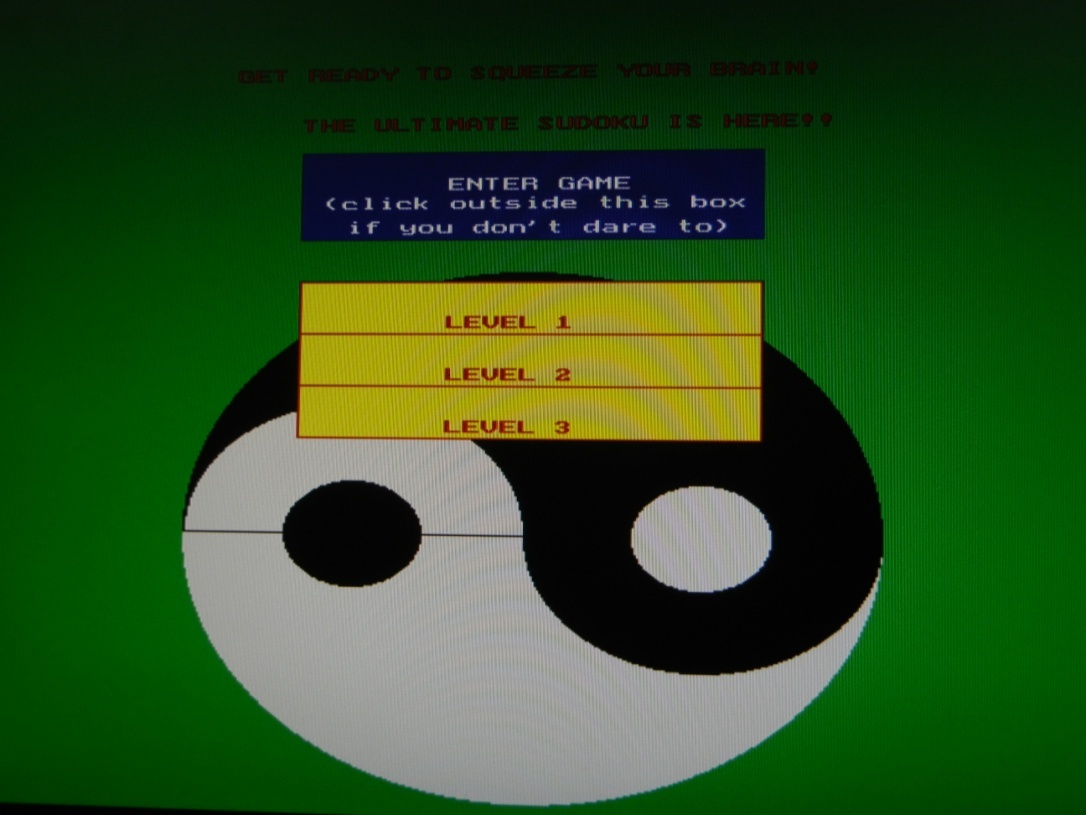 GET READY TO SQUEEZE YOUR BRAIN!
THE ULTIMATE SUDOKU IS HERE!!
ENTER GAME
(click outside this box
if you don't dare to)
LEVEL 1
LEVEL 2
LEVEL 3